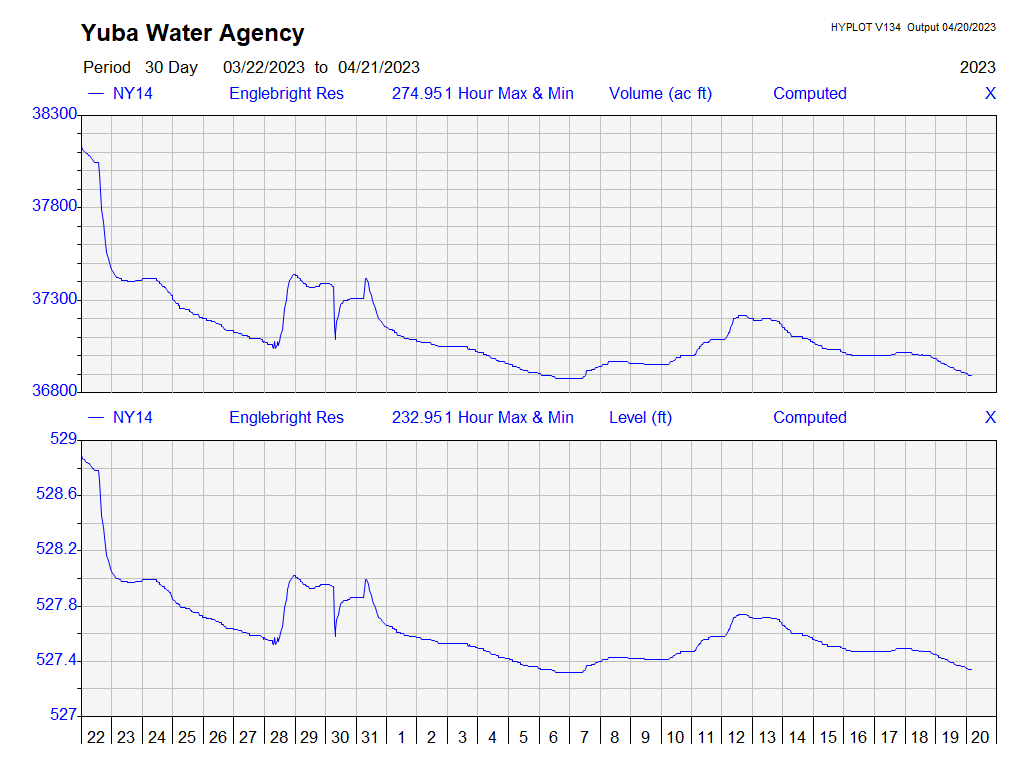 Yuba Water Agency
HYPLOT V134 Output 04/20/2023
Period 30 Day 03/22/2023 to 04/21/2023
2023
— NY14 Englebright Res 274.951 Hour Max & Min Volume (ac ft) Computed X
38300
37800
37300
36800
— NY14 Englebright Res 232.951 Hour Max & Min Level (ft) Computed X
529
528.6
528.2
527.8
527.4
527
22 23 24 25 26 27 28 29 30 31 1 2 3 4 5 6 7 8 9 10 11 12 13 14 15 16 17 18 19 20